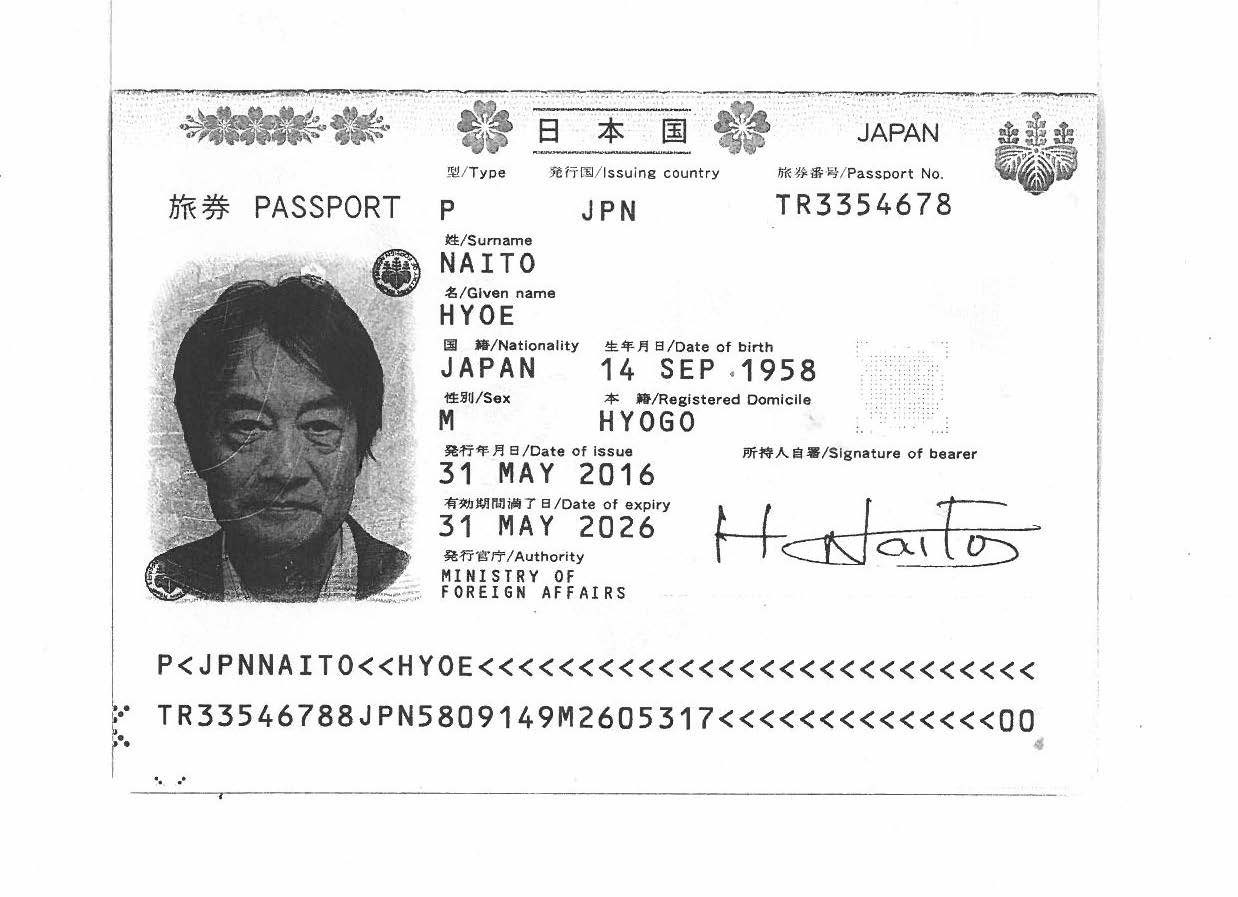 日本国 JAPAN
型/Type 発行国/Issuing country 旅券番号/Passport No.
旅券 PASSPORT P JPN TR3354678
姓/Surname
NAITO
名/Given name
HYOE
国 籍/Nationality 生年月日/Date of birth
JAPAN 14 SEP 1958
性別/Sex 本 籍/Registered Domicile
M HYOGO
発行年月日/Date of issue 所持人自署/Signature of bearer
31 MAY 2016
有効期間満了日/Date of expiry
31 MAY 2026 H Naito
発行官庁/Authority
MINISTRY OF
FOREIGN AFFAIRS
P<JPNNAITO<<HYOE<<<<<<<<<<<<<<<<<<<<<<<<<<<<
TR33546788JPN5809149M2605317<<<<<<<<<<<<<<00